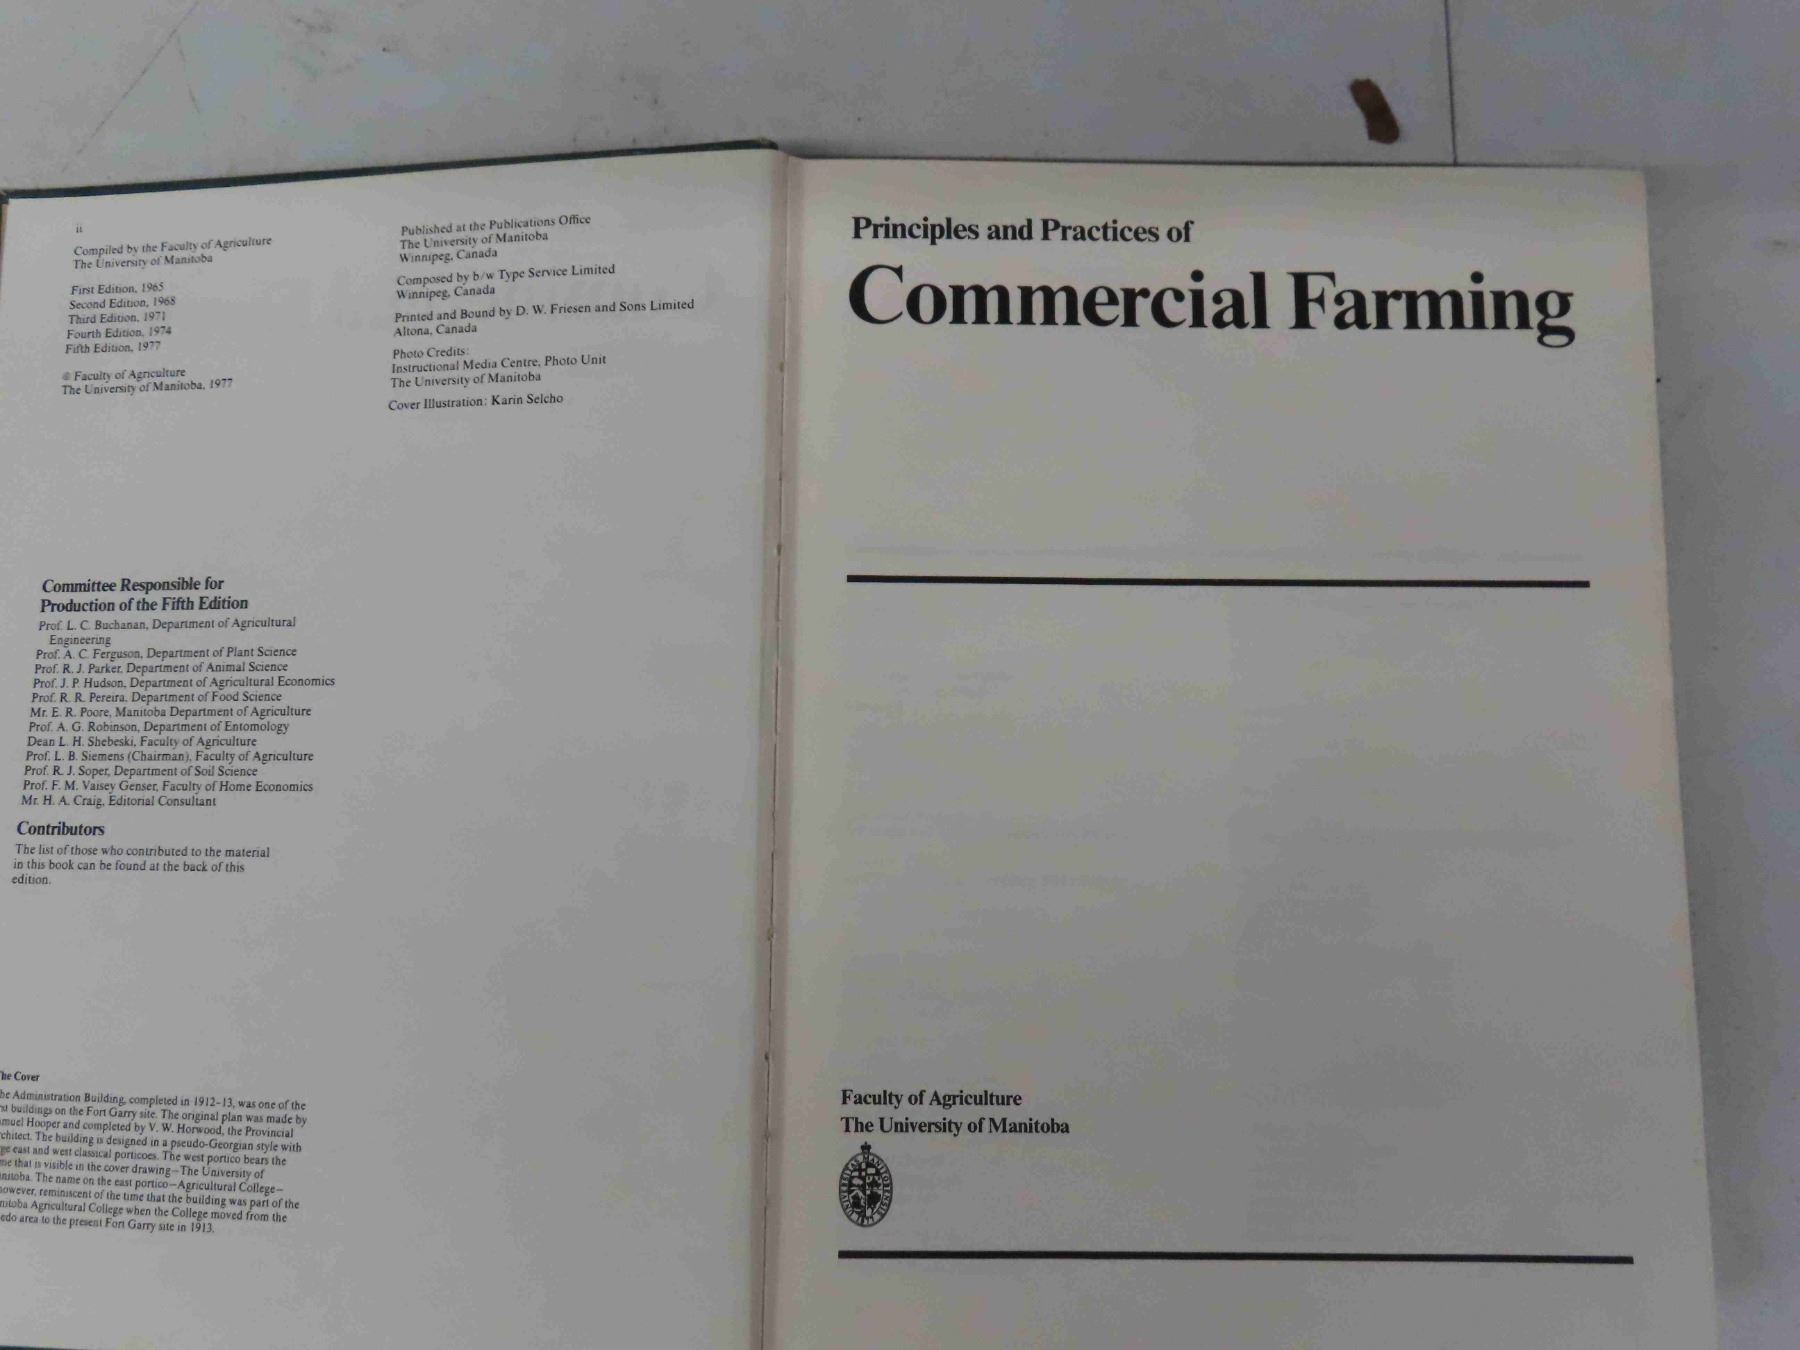 ii
Compiled by the Faculty of Agriculture
The University of Manitoba
First Edition, 1965
Second Edition, 1968
Third Edition, 1971
Fourth Edition, 1974
Fifth Edition, 1977
© Faculty of Agriculture
The University of Manitoba, 1977
Published at the Publications Office
The University of Manitoba
Winnipeg, Canada
Composed by b/w Type Service Limited
Winnipeg, Canada
Printed and Bound by D. W. Friesen and Sons Limited
Altona, Canada
Photo Credits:
Instructional Media Centre, Photo Unit
The University of Manitoba
Cover Illustration: Karin Selcho
Committee Responsible for
Production of the Fifth Edition
Prof. L. C. Buchanan, Department of Agricultural
Engineering
Prof. A. C. Ferguson, Department of Plant Science
Prof. R. J. Parker, Department of Animal Science
Prof. J. P. Hudson, Department of Agricultural Economics
Prof. R. R. Pereira, Department of Food Science
Mr. E. R. Poore, Manitoba Department of Agriculture
Prof. A. G. Robinson, Department of Entomology
Dean L. H. Shebeski, Faculty of Agriculture
Prof. L. B. Siemens (Chairman), Faculty of Agriculture
Prof. R. J. Soper, Department of Soil Science
Prof. F. M. Vaisey Genser, Faculty of Home Economics
Mr. H. A. Craig, Editorial Consultant
Contributors
The list of those who contributed to the material
in this book can be found at the back of this
edition.
he Cover
he Administration Building, completed in 1912–13, was one of the
buildings on the Fort Garry site. The original plan was made by
muel Hooper and completed by V. W. Horwood, the Provincial
chitect. The building is designed in a pseudo-Georgian style with
ge east and west classical porticoes. The west portico bears the
me that is visible in the cover drawing—The University of
nitoba. The name on the east portico—Agricultural College—
owever, reminiscent of the time that the building was part of the
nitoba Agricultural College when the College moved from the
edo area to the present Fort Garry site in 1913.
Principles and Practices of
Commercial Farming
Faculty of Agriculture
The University of Manitoba